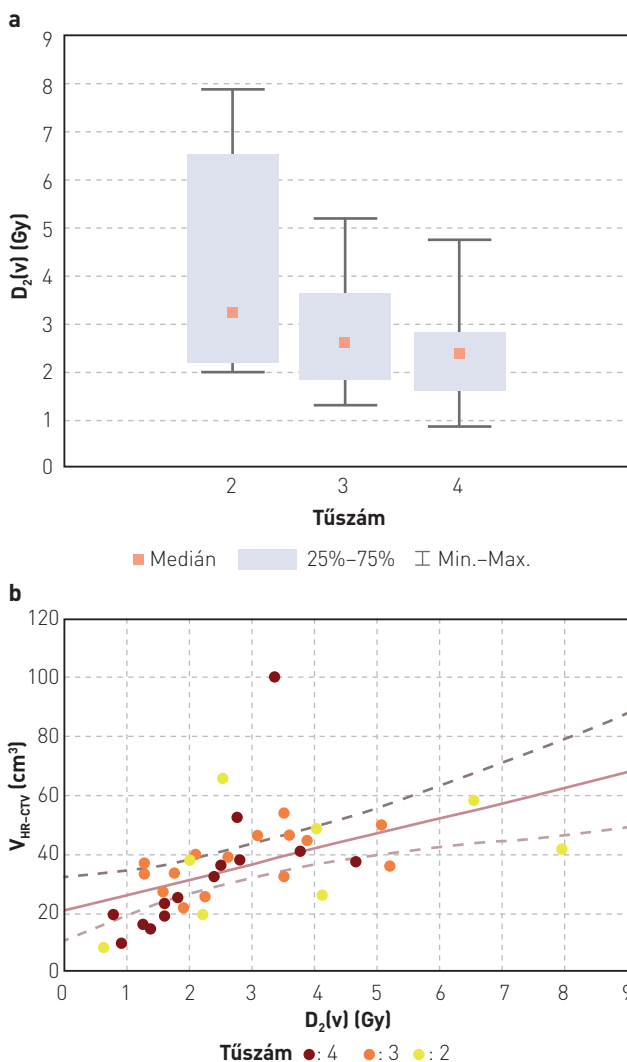 a
D₂(v) (Gy)
9
8
7
6
5
4
3
2
1
0
2 3 4
Tűszám
Medián 25%–75% Min.–Max.
b
V_HR–CTV (cm³)
120
100
80
60
40
20
0
0 1 2 3 4 5 6 7 8 9
D₂(v) (Gy)
Tűszám : 4 : 3 : 2